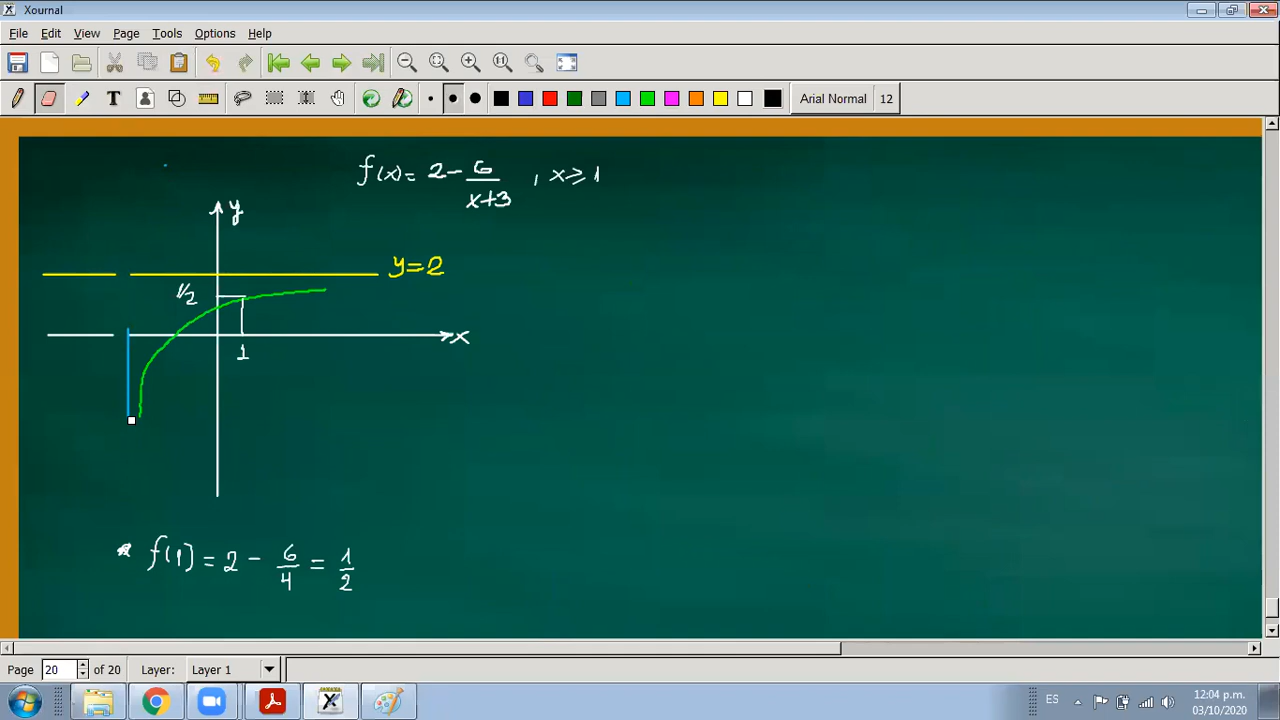 Xournal
File Edit View Page Tools Options Help
Arial Normal 12
f(x) = 2 - 6/(x+3) , x ≥ 1
y
y=2
1/2
x
1
* f(1) = 2 - 6/4 = 1/2
Page 20 of 20 Layer: Layer 1
ES 12:04 p.m.
03/10/2020